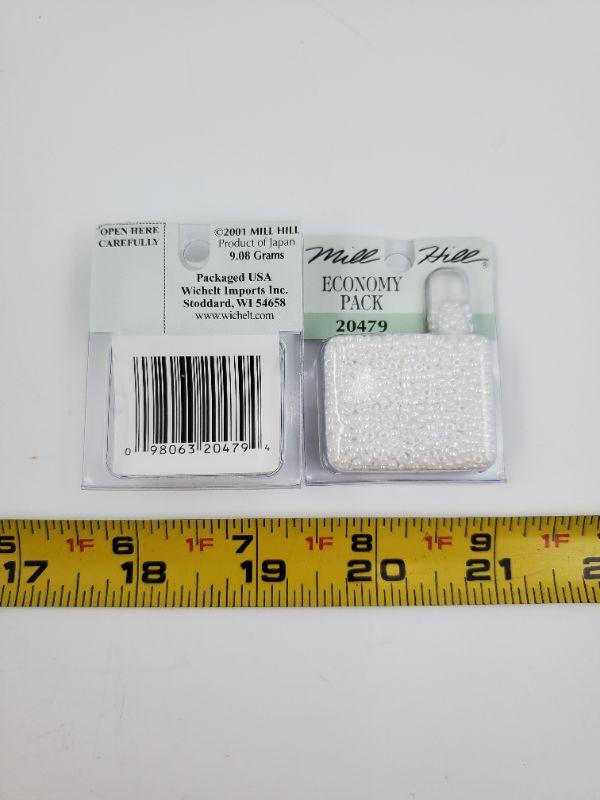 OPEN HERE
CAREFULLY
©2001 MILL HILL
Product of Japan
9.08 Grams
Packaged USA
Wichelt Imports Inc.
Stoddard, WI 54658
www.wichelt.com
0 98063 20479 4
Mill Hill®
ECONOMY
PACK
20479
5 1F 6 1F 7 1F 8 1F 9 1F
17 18 19 20 21 2